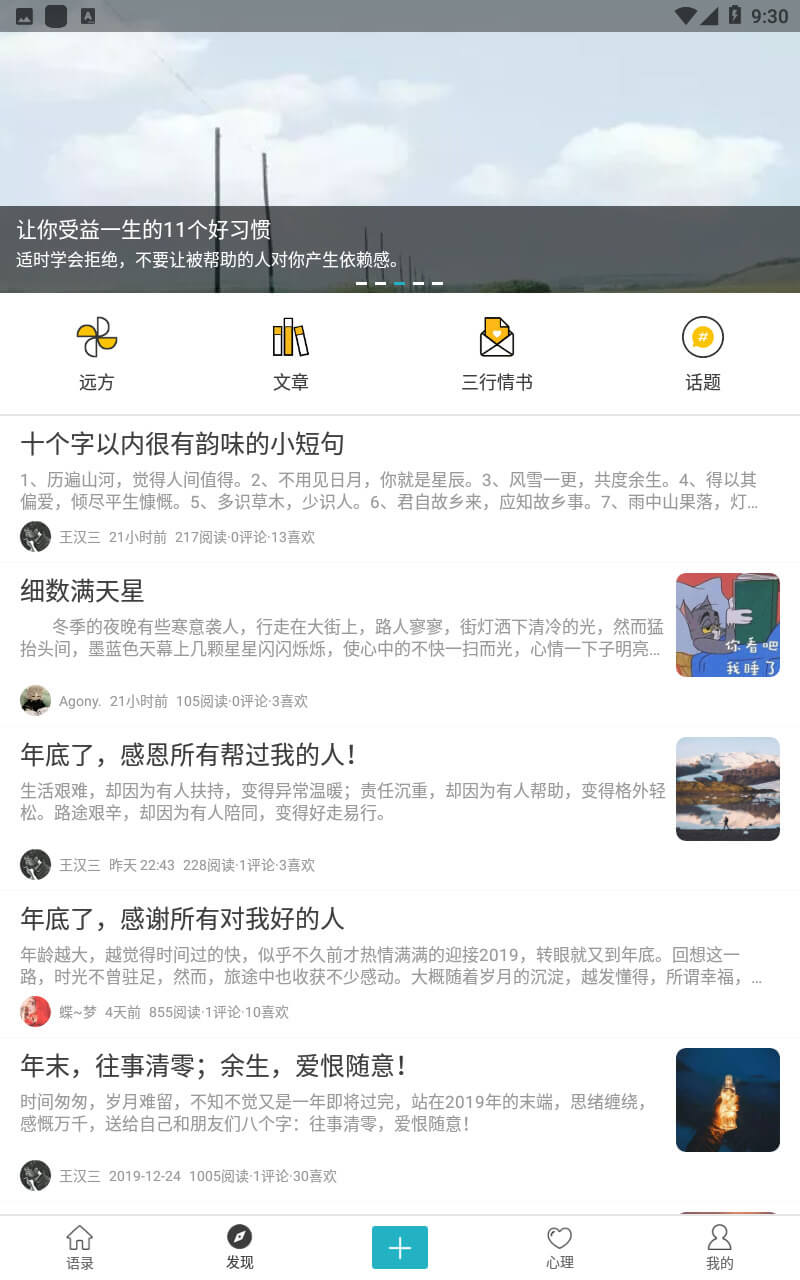 9:30
让你受益一生的11个好习惯
适时学会拒绝，不要让被帮助的人对你产生依赖感。
远方
文章
三行情书
话题
十个字以内很有韵味的小短句
1、历遍山河，觉得人间值得。2、不用见日月，你就是星辰。3、风雪一更，共度余生。4、得以其
偏爱，倾尽平生慷慨。5、多识草木，少识人。6、君自故乡来，应知故乡事。7、雨中山果落，灯...
王汉三 21小时前 217阅读·0评论·13喜欢
细数满天星
冬季的夜晚有些寒意袭人，行走在大街上，路人寥寥，街灯洒下清冷的光，然而猛
抬头间，墨蓝色天幕上几颗星星闪闪烁烁，使心中的不快一扫而光，心情一下子明亮...
你看吧
我睡了
Agony. 21小时前 105阅读·0评论·3喜欢
年底了，感恩所有帮过我的人！
生活艰难，却因为有人扶持，变得异常温暖；责任沉重，却因为有人帮助，变得格外轻
松。路途艰辛，却因为有人陪同，变得好走易行。
王汉三 昨天 22:43 228阅读·1评论·3喜欢
年底了，感谢所有对我好的人
年龄越大，越觉得时间过的快，似乎不久前才热情满满的迎接2019，转眼就又到年底。回想这一
路，时光不曾驻足，然而，旅途中也收获不少感动。大概随着岁月的沉淀，越发懂得，所谓幸福，...
蝶~梦 4天前 855阅读·1评论·10喜欢
年末，往事清零；余生，爱恨随意！
时间匆匆，岁月难留，不知不觉又是一年即将过完，站在2019年的末端，思绪缠绕，
感慨万千，送给自己和朋友们八个字：往事清零，爱恨随意！
王汉三 2019-12-24 1005阅读·1评论·30喜欢
语录
发现
心理
我的